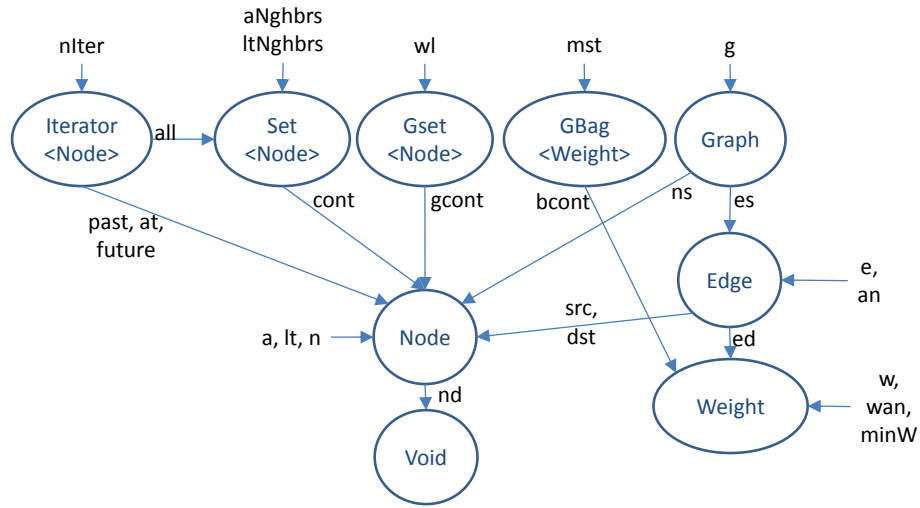 aNghbrs
ltNghbrs
nIter
wl
mst
g
Iterator
<Node>
all
Set
<Node>
Gset
<Node>
GBag
<Weight>
Graph
past, at,
future
cont
gcont
bcont
ns
es
Edge
e,
an
src,
dst
a, lt, n
Node
ed
nd
Weight
w,
wan,
minW
Void